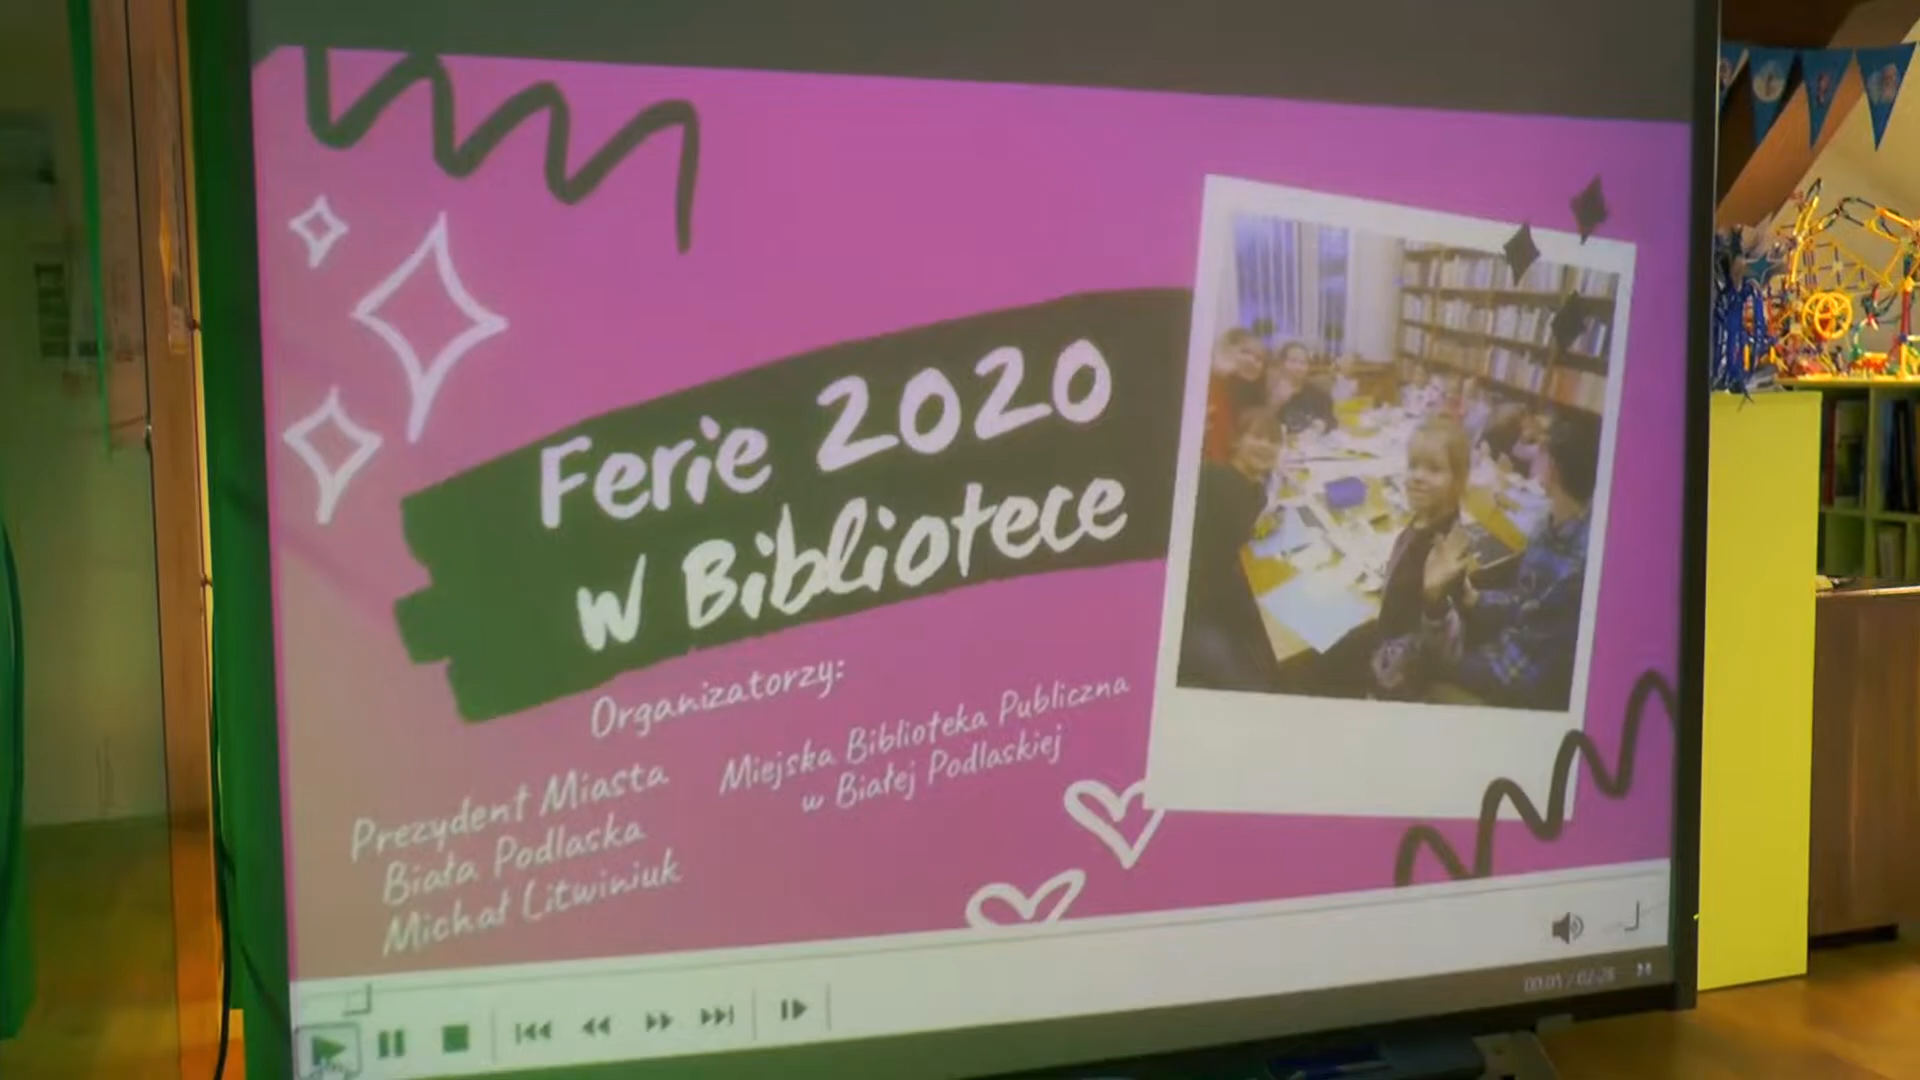 Ferie 2020
w Bibliotece
Organizatorzy:
Prezydent Miasta
Biała Podlaska
Michał Litwiniuk
Miejska Biblioteka Publiczna
w Białej Podlaskiej